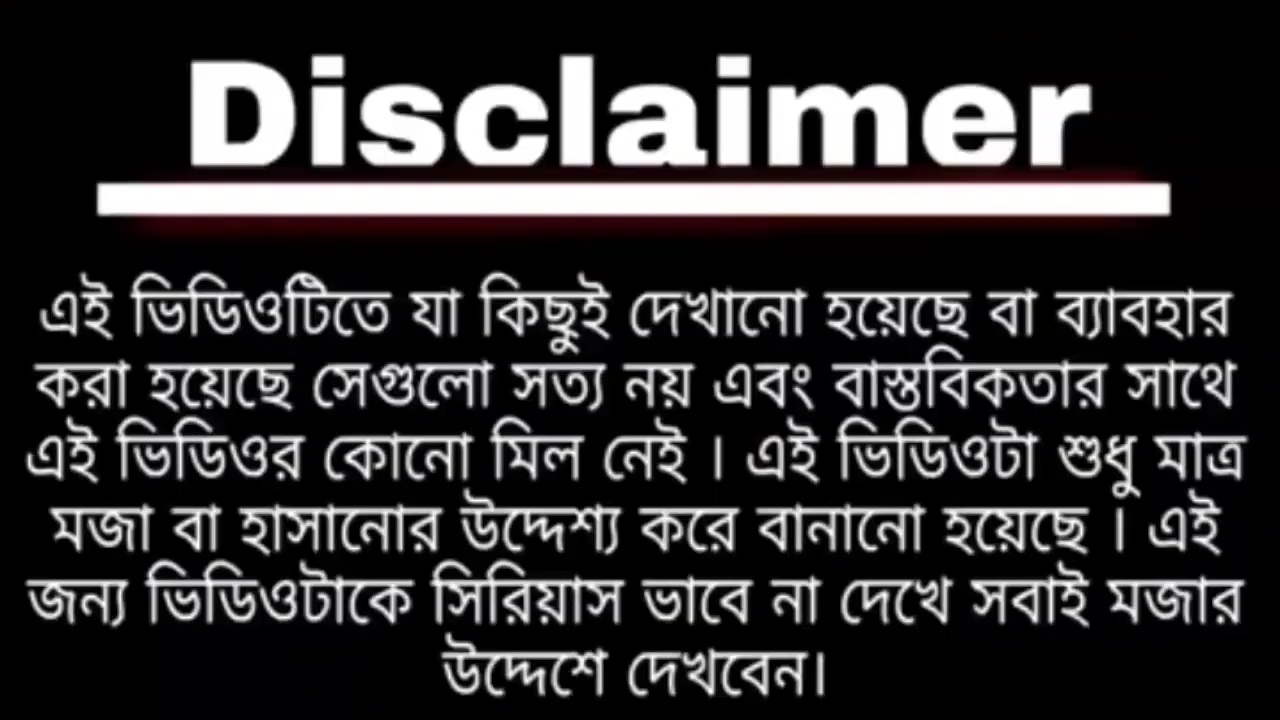 Disclaimer
এই ভিডিওটিতে যা কিছুই দেখানো হয়েছে বা ব্যাবহার
করা হয়েছে সেগুলো সত্য নয় এবং বাস্তবিকতার সাথে
এই ভিডিওর কোনো মিল নেই । এই ভিডিওটা শুধু মাত্র
মজা বা হাসানোর উদ্দেশ্য করে বানানো হয়েছে । এই
জন্য ভিডিওটাকে সিরিয়াস ভাবে না দেখে সবাই মজার
উদ্দেশে দেখবেন।